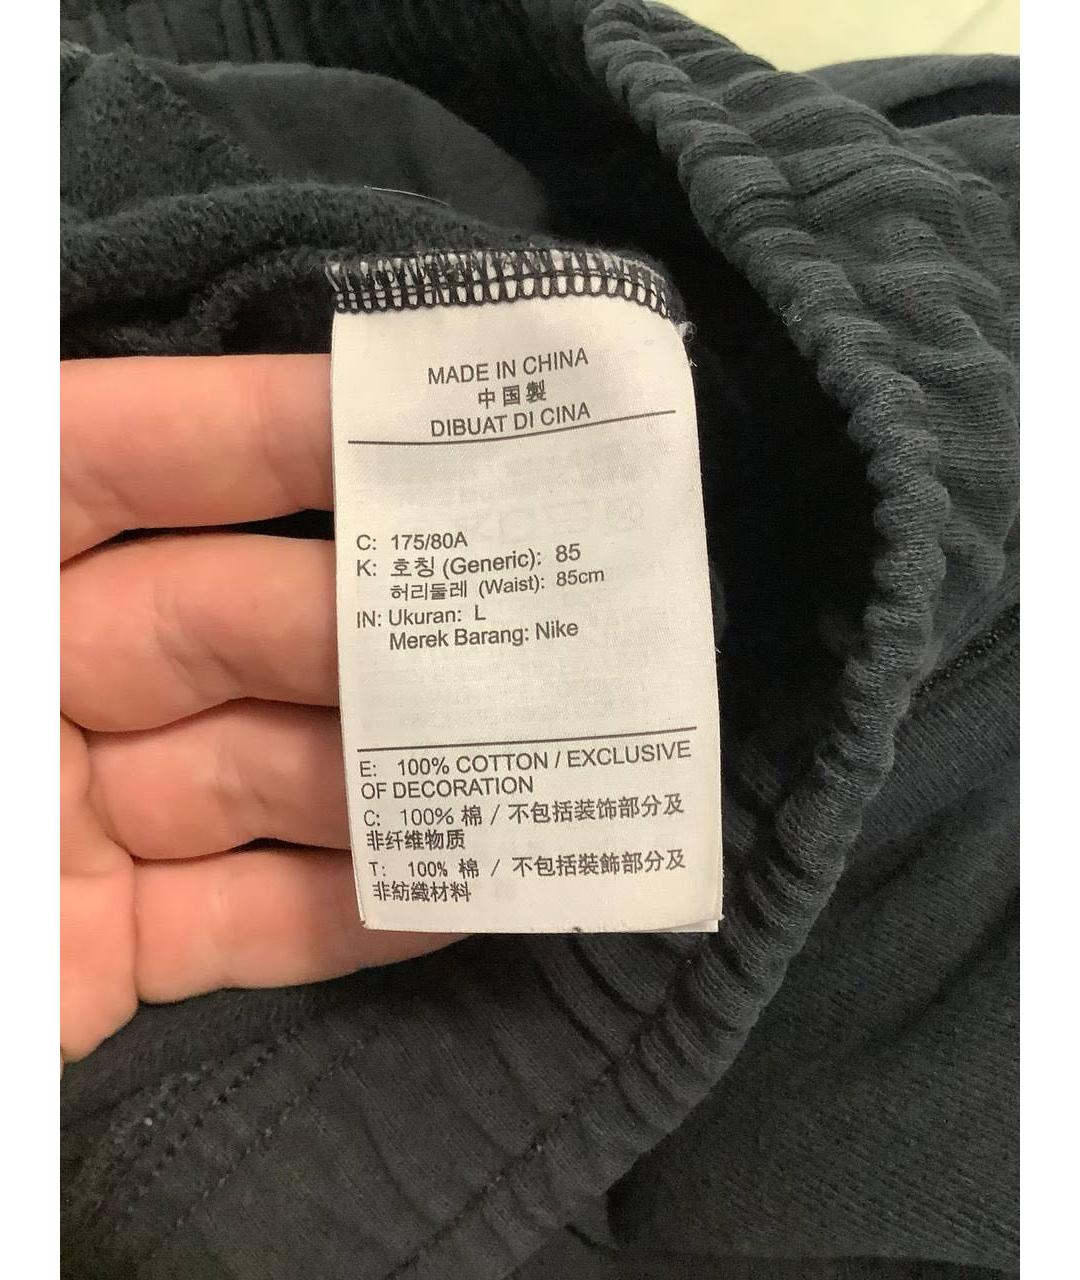 MADE IN CHINA
中国製
DIBUAT DI CINA
C: 175/80A
K: 호칭 (Generic): 85
허리둘레 (Waist): 85cm
IN: Ukuran: L
Merek Barang: Nike
E: 100% COTTON / EXCLUSIVE
OF DECORATION
C: 100% 棉 / 不包括装饰部分及
非纤维物质
T: 100% 棉 / 不包括裝飾部分及
非紡織材料